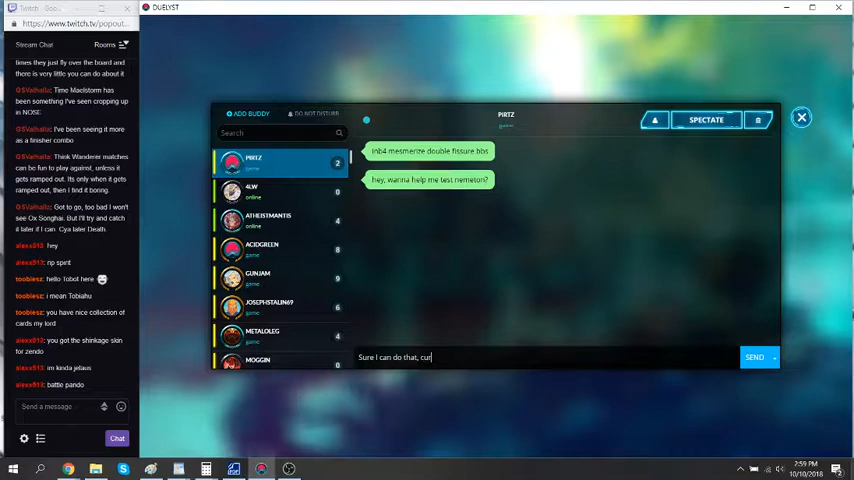 Twitch
DUELYST
https://www.twitch.tv/popout...
Stream Chat
Rooms
times they just fly over the board and
there is very little you can do about it
OSValhalla: Time Maelstorm has
been something I've seen cropping up
in NOSE
OSValhalla: I've been seeing it more
as a finisher combo
OSValhalla: Think Wanderer matches
can be fun to play against, unless it
gets ramped out, Its only when it gets
ramped out, then I find it boring.
OSValhalla: Got to go, too bad I won't
see Ox Songhai. But I'll try and catch
it later if I can. Cya later Death.
alexx513: hey
alexx513: np spirit
toobiesz: hello Tobot here
toobiesz: i mean Tobiahu
toobiesz: you have nice collection of
cards my lord
alexx513: you got the shinkage skin
for zendo
alexx513: im kinda jelaus
alexx513: battle pando
Send a message
Chat
ADD BUDDY
DO NOT DISTURB
Search
PIRTZ
game
2
4LW
online
0
ATHEISTMANTIS
online
4
ACIDGREEN
game
8
GUNJAM
game
9
JOSEPHSTALIN69
game
6
METALOLEG
game
4
MOGGIN
0
PIRTZ
game
SPECTATE
inb4 mesmerize double fissure bbs
hey, wanna help me test nemeton?
Sure I can do that, cur
SEND
2:59 PM
10/10/2018
2